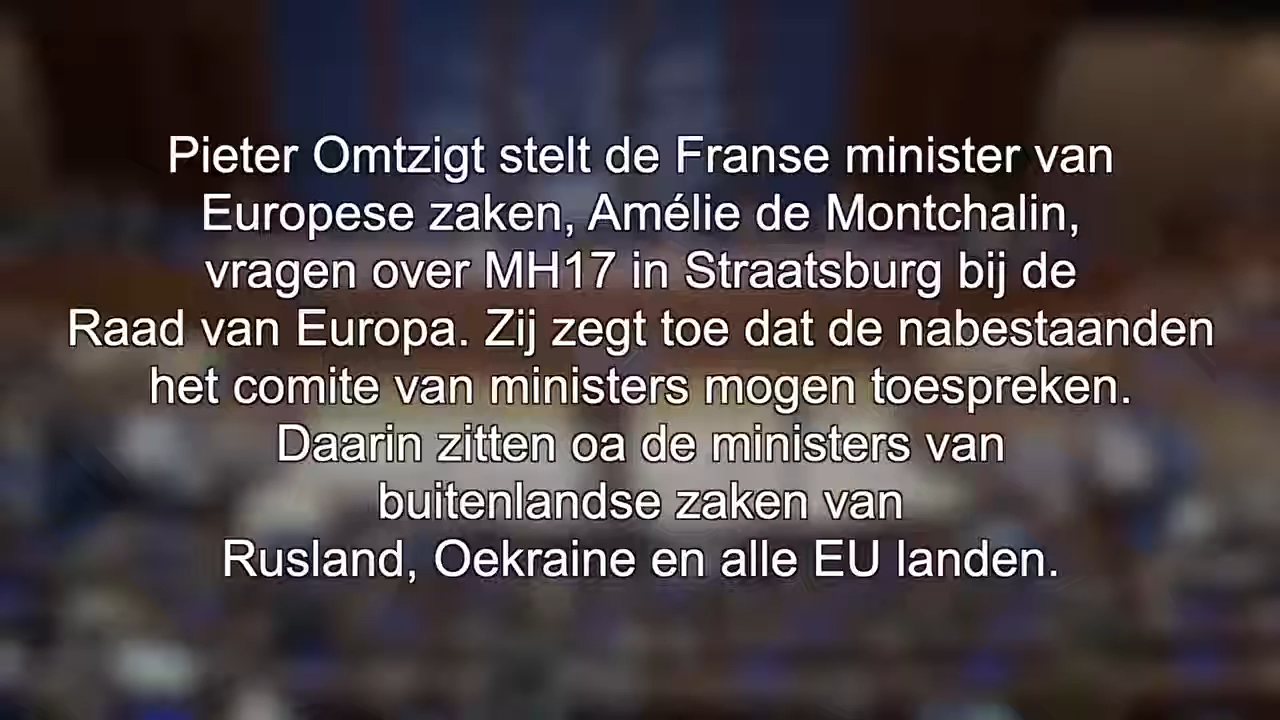 Pieter Omtzigt stelt de Franse minister van
Europese zaken, Amélie de Montchalin,
vragen over MH17 in Straatsburg bij de
Raad van Europa. Zij zegt toe dat de nabestaanden
het comite van ministers mogen toespreken.
Daarin zitten oa de ministers van
buitenlandse zaken van
Rusland, Oekraine en alle EU landen.